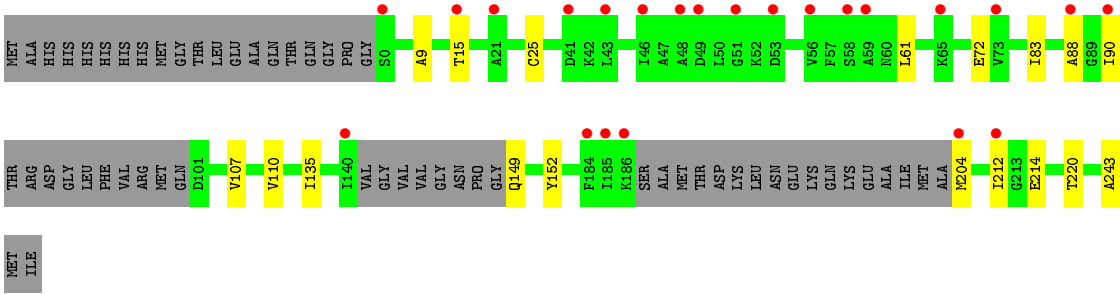 MET ALA HIS HIS HIS HIS HIS HIS MET GLY THR LEU GLU ALA GLN THR GLN GLY PRO GLY S0 A9 T15 A21 C25 D41 K42 L43 I46 A47 A48 D49 L50 G51 K52 D53 V56 F57 S58 A59 N60 L61 K65 E72 V73 I83 A88 G89 I90
THR ARG ASP GLY LEU PHE VAL ARG MET GLN D101 V107 V110 I135 I140 VAL GLY VAL VAL GLY ASN PRO GLY Q149 Y152 F184 I185 K186 SER ALA MET THR ASP LYS LEU ASN GLU LYS GLN LYS GLU ALA ILE MET ALA M204 I212 G213 E214 T220 A243
MET ILE